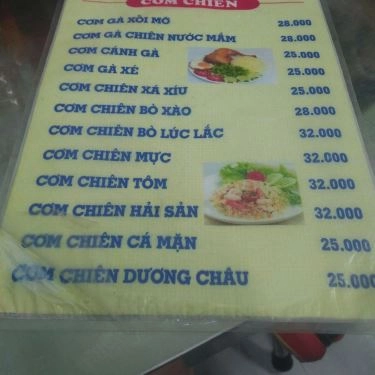 CƠM CHIÊN
CƠM GÀ XỐI MỠ 28.000
CƠM GÀ CHIÊN NƯỚC MẮM 28.000
CƠM CÁNH GÀ 25.000
CƠM GÀ XÉ 25.000
CƠM CHIÊN XÁ XÍU 25.000
CƠM CHIÊN BÒ XÀO 28.000
CƠM CHIÊN BÒ LÚC LẮC 32.000
CƠM CHIÊN MỰC 32.000
CƠM CHIÊN TÔM 32.000
CƠM CHIÊN HẢI SẢN 32.000
CƠM CHIÊN CÁ MẶN 25.000
CƠM CHIÊN DƯƠNG CHÂU 25.000